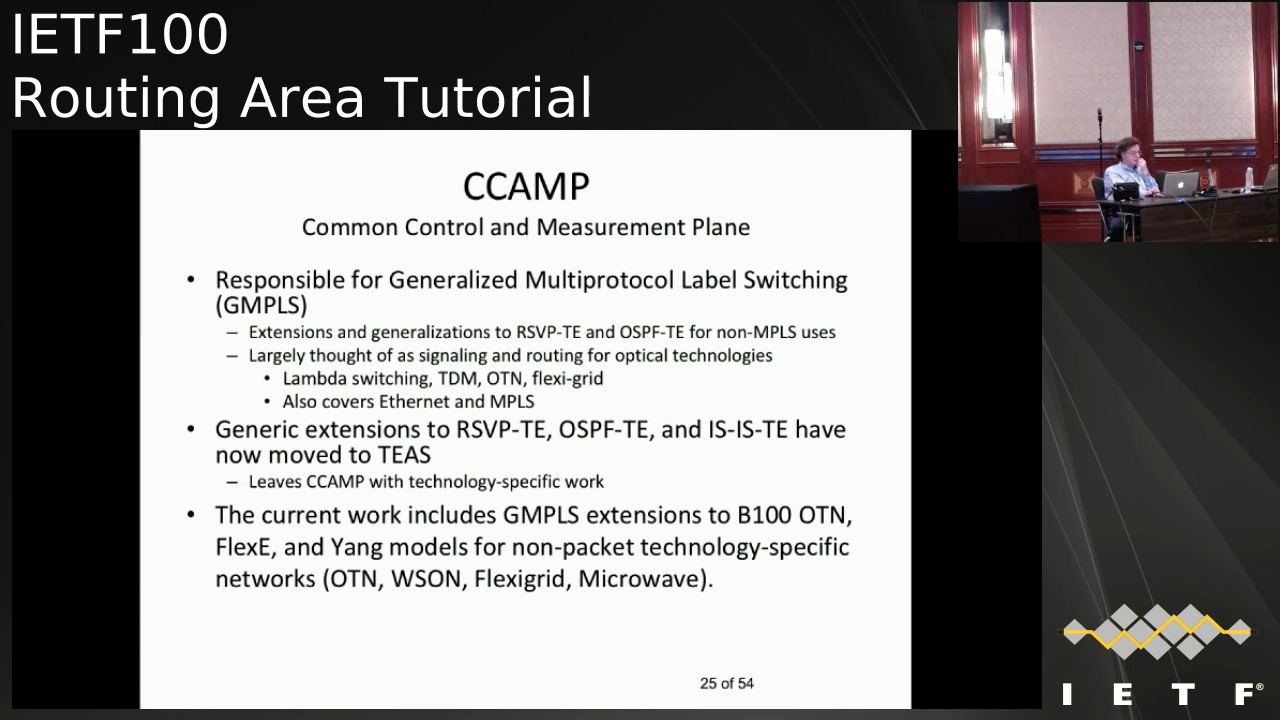 IETF100
Routing Area Tutorial
CCAMP
Common Control and Measurement Plane
• Responsible for Generalized Multiprotocol Label Switching
(GMPLS)
– Extensions and generalizations to RSVP-TE and OSPF-TE for non-MPLS uses
– Largely thought of as signaling and routing for optical technologies
• Lambda switching, TDM, OTN, flexi-grid
• Also covers Ethernet and MPLS
• Generic extensions to RSVP-TE, OSPF-TE, and IS-IS-TE have
now moved to TEAS
– Leaves CCAMP with technology-specific work
• The current work includes GMPLS extensions to B100 OTN,
FlexE, and Yang models for non-packet technology-specific
networks (OTN, WSON, Flexigrid, Microwave).
25 of 54
I E T F®